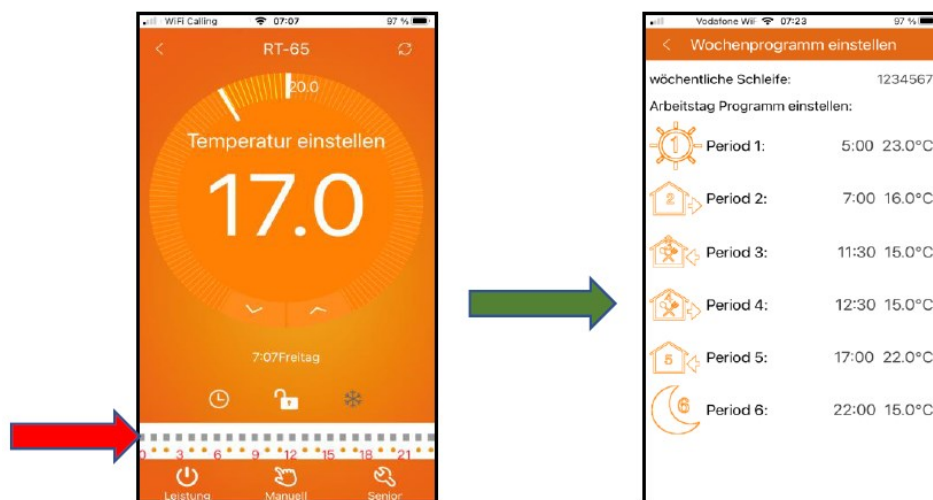 WiFi Calling 07:07 97 %
RT-65
20.0
Temperatur einstellen
17.0
7:07Freitag
0 3 6 9 12 15 18 21
Leistung Manuell Senior
Vodafone Wif 07:23 97 %
Wochenprogramm einstellen
wöchentliche Schleife: 1234567
Arbeitstag Programm einstellen:
1 Period 1: 5:00 23.0°C
2 Period 2: 7:00 16.0°C
Period 3: 11:30 15.0°C
Period 4: 12:30 15.0°C
5 Period 5: 17:00 22.0°C
6 Period 6: 22:00 15.0°C